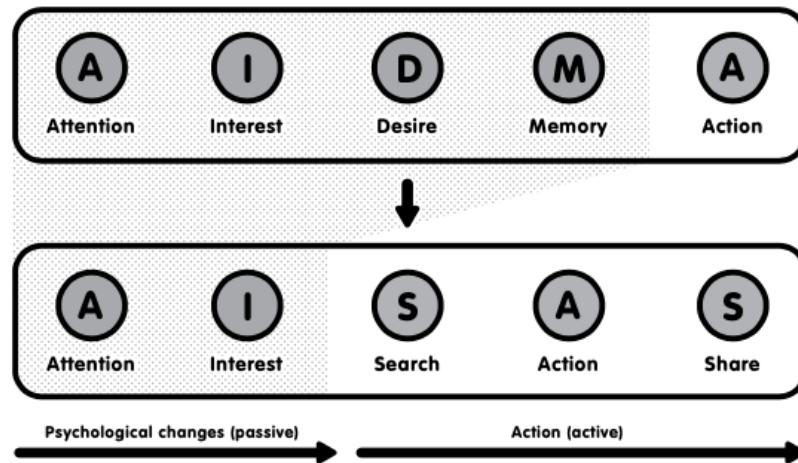 A I D M A
Attention Interest Desire Memory Action
A I S A S
Attention Interest Search Action Share
Psychological changes (passive) Action (active)